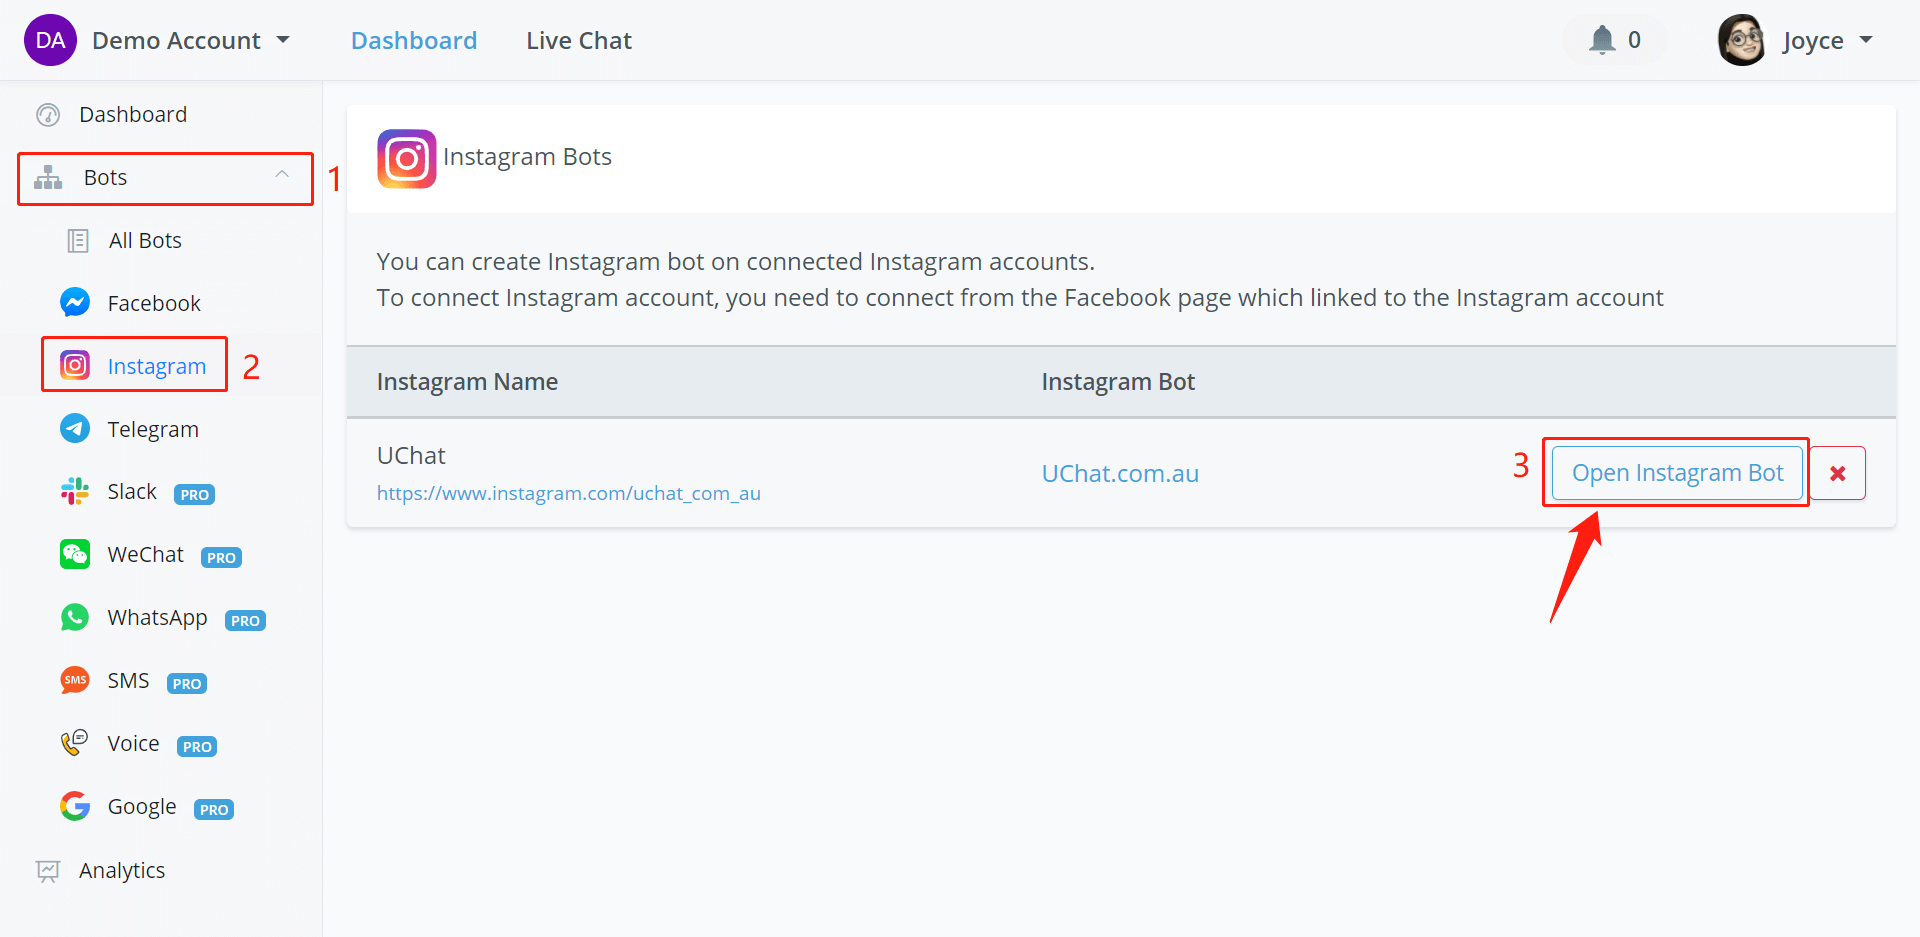 DA Demo Account Dashboard Live Chat 0 Joyce
Dashboard
Bots 1
All Bots
Facebook
Instagram 2
Telegram
Slack PRO
WeChat PRO
WhatsApp PRO
SMS SMS PRO
Voice PRO
Google PRO
Analytics
Instagram Bots
You can create Instagram bot on connected Instagram accounts.
To connect Instagram account, you need to connect from the Facebook page which linked to the Instagram account
Instagram Name Instagram Bot
UChat
https://www.instagram.com/uchat_com_au
UChat.com.au 3 Open Instagram Bot